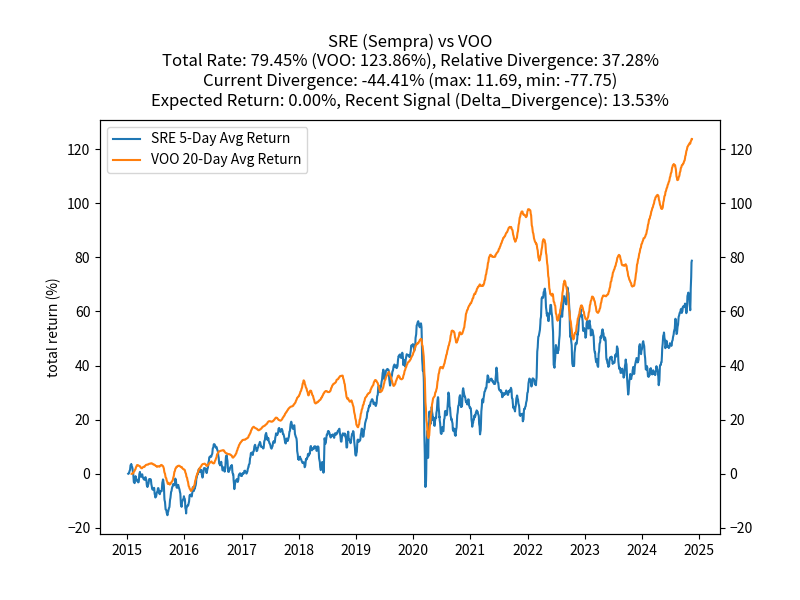 SRE (Sempra) vs VOO
Total Rate: 79.45% (VOO: 123.86%), Relative Divergence: 37.28%
Current Divergence: -44.41% (max: 11.69, min: -77.75)
Expected Return: 0.00%, Recent Signal (Delta_Divergence): 13.53%
SRE 5-Day Avg Return
VOO 20-Day Avg Return
total return (%)
120
100
80
60
40
20
0
−20
120
100
80
60
40
20
0
−20
2015 2016 2017 2018 2019 2020 2021 2022 2023 2024 2025